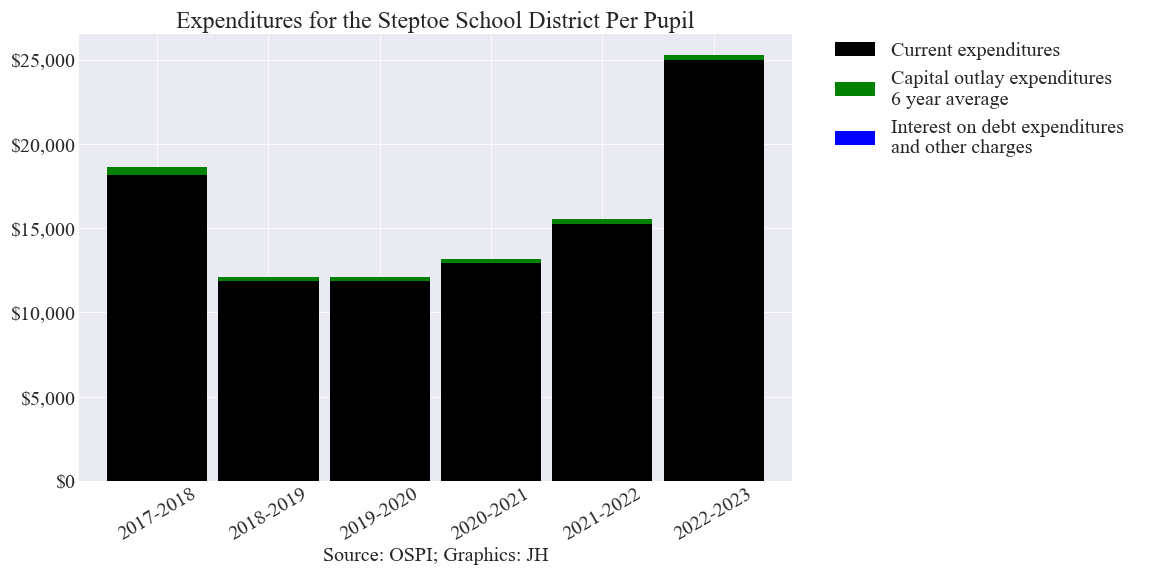 Expenditures for the Steptoe School District Per Pupil
$25,000
$20,000
$15,000
$10,000
$5,000
$0
2017-2018
2018-2019
2019-2020
2020-2021
2021-2022
2022-2023
Source: OSPI; Graphics: JH
Current expenditures
Capital outlay expenditures
6 year average
Interest on debt expenditures
and other charges